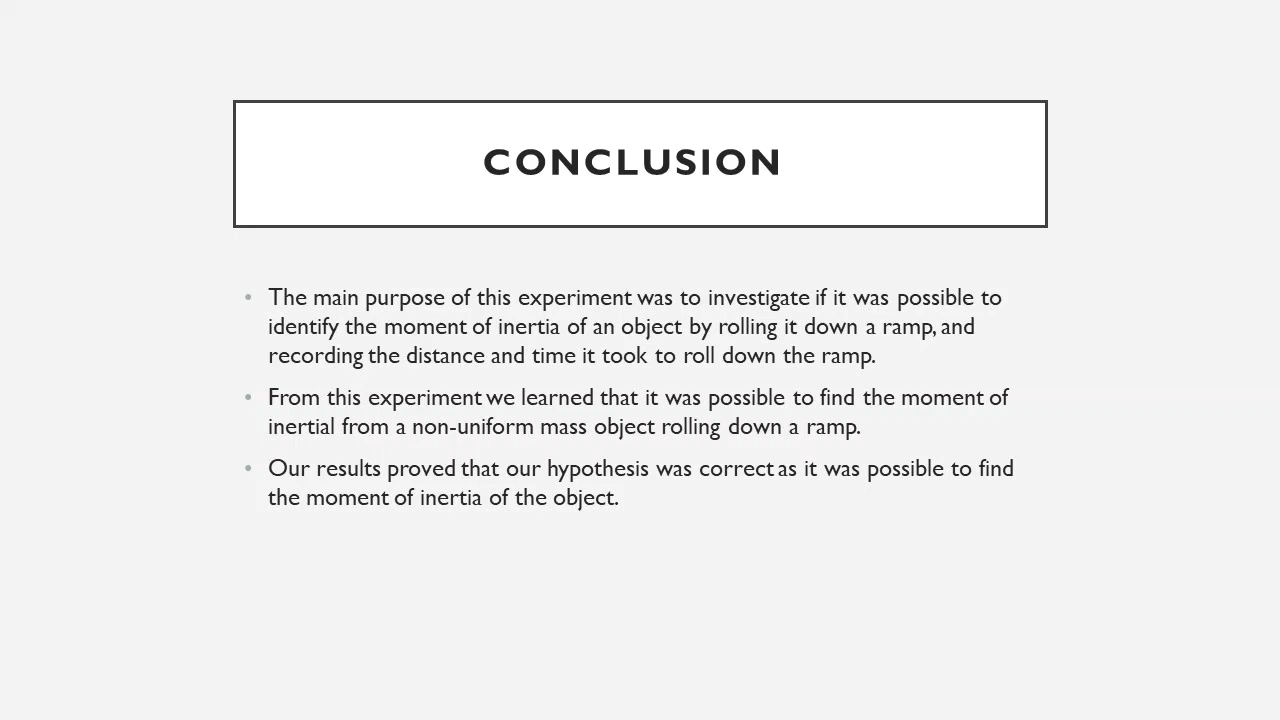 CONCLUSION
• The main purpose of this experiment was to investigate if it was possible to
identify the moment of inertia of an object by rolling it down a ramp, and
recording the distance and time it took to roll down the ramp.
• From this experiment we learned that it was possible to find the moment of
inertial from a non-uniform mass object rolling down a ramp.
• Our results proved that our hypothesis was correct as it was possible to find
the moment of inertia of the object.